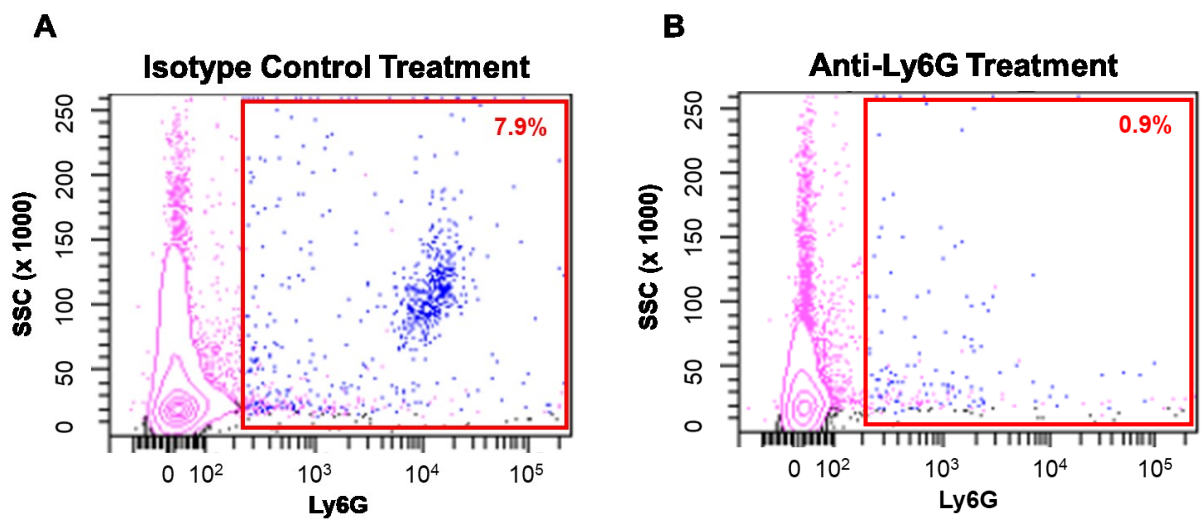 A
Isotype Control Treatment
7.9%
SSC (x 1000)
250
200
150
100
50
0
0 10² 10³ 10⁴ 10⁵
Ly6G
B
Anti-Ly6G Treatment
0.9%
SSC (x 1000)
250
200
150
100
50
0
0 10² 10³ 10⁴ 10⁵
Ly6G